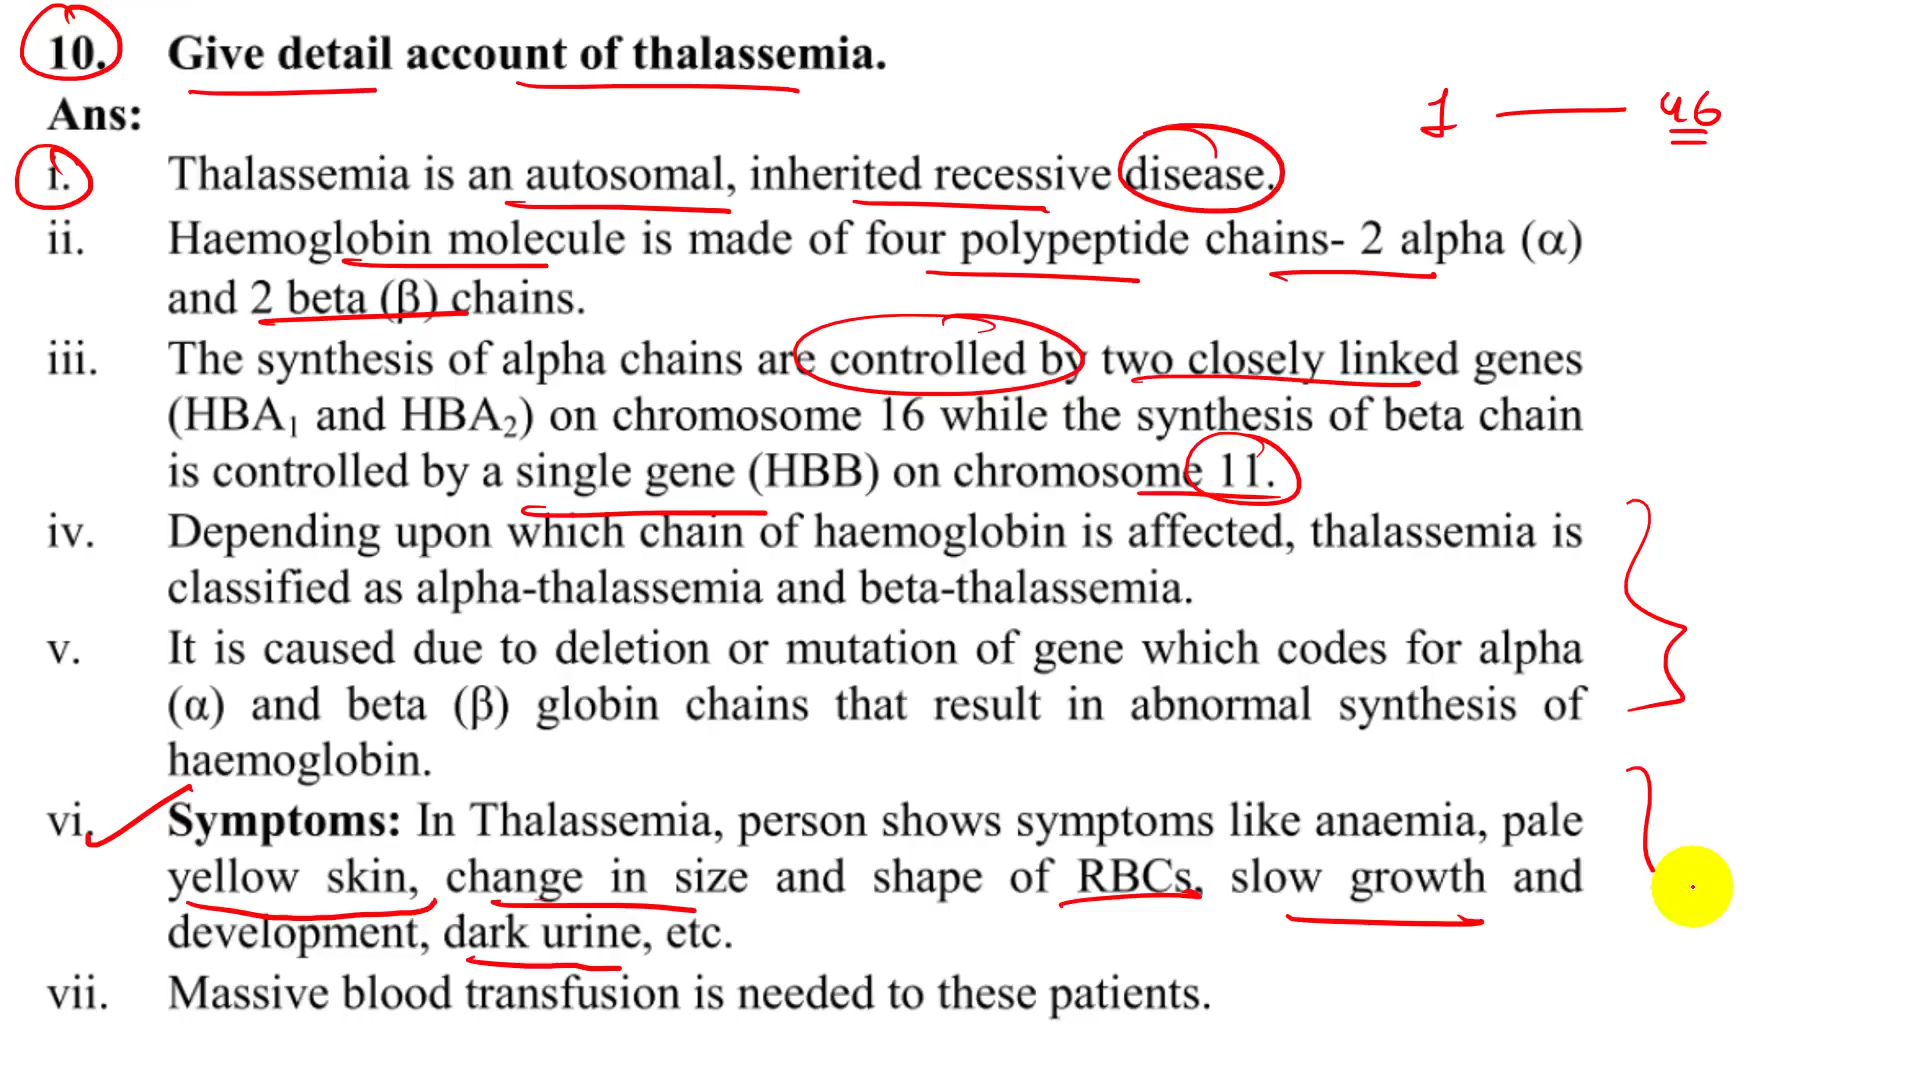 10. Give detail account of thalassemia.
Ans:
1 — 46
i. Thalassemia is an autosomal, inherited recessive disease.
ii. Haemoglobin molecule is made of four polypeptide chains- 2 alpha (α)
and 2 beta (β) chains.
iii. The synthesis of alpha chains are controlled by two closely linked genes
(HBA₁ and HBA₂) on chromosome 16 while the synthesis of beta chain
is controlled by a single gene (HBB) on chromosome 11.
iv. Depending upon which chain of haemoglobin is affected, thalassemia is
classified as alpha-thalassemia and beta-thalassemia.
v. It is caused due to deletion or mutation of gene which codes for alpha
(α) and beta (β) globin chains that result in abnormal synthesis of
haemoglobin.
vi. Symptoms: In Thalassemia, person shows symptoms like anaemia, pale
yellow skin, change in size and shape of RBCs, slow growth and
development, dark urine, etc.
vii. Massive blood transfusion is needed to these patients.